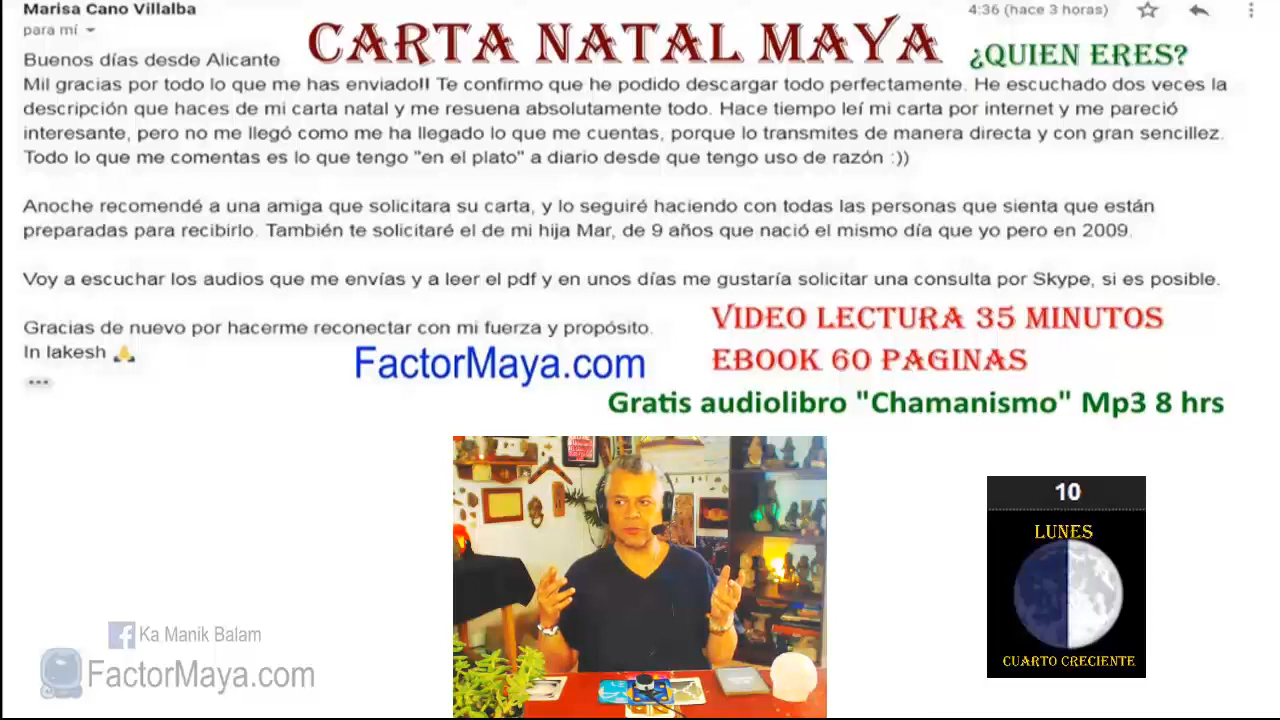 Marisa Cano Villalba
4:36 (hace 3 horas)
para mí
CARTA NATAL MAYA
¿QUIEN ERES?
Buenos días desde Alicante
Mil gracias por todo lo que me has enviado!! Te confirmo que he podido descargar todo perfectamente. He escuchado dos veces la
descripción que haces de mi carta natal y me resuena absolutamente todo. Hace tiempo leí mi carta por internet y me pareció
interesante, pero no me llegó como me ha llegado lo que me cuentas, porque lo transmites de manera directa y con gran sencillez.
Todo lo que me comentas es lo que tengo "en el plato" a diario desde que tengo uso de razón :))
Anoche recomendé a una amiga que solicitara su carta, y lo seguiré haciendo con todas las personas que sienta que están
preparadas para recibirlo. También te solicitaré el de mi hija Mar, de 9 años que nació el mismo día que yo pero en 2009.
Voy a escuchar los audios que me envías y a leer el pdf y en unos días me gustaría solicitar una consulta por Skype, si es posible.
Gracias de nuevo por hacerme reconectar con mi fuerza y propósito.
In lakesh
VIDEO LECTURA 35 MINUTOS
FactorMaya.com
EBOOK 60 PAGINAS
Gratis audiolibro "Chamanismo" Mp3 8 hrs
10
LUNES
CUARTO CRECIENTE
Ka Manik Balam
FactorMaya.com